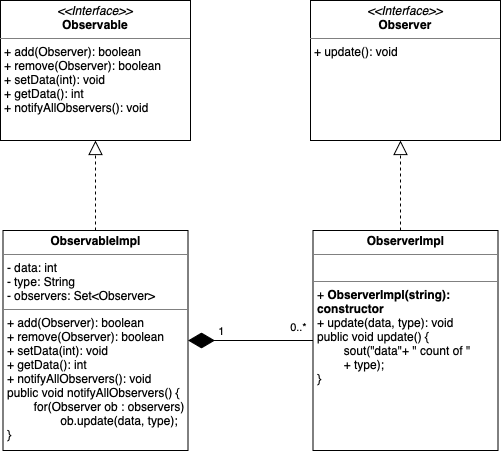 <<Interface>>
Observable
+ add(Observer): boolean
+ remove(Observer): boolean
+ setData(int): void
+ getData(): int
+ notifyAllObservers(): void
<<Interface>>
Observer
+ update(): void
ObservableImpl
- data: int
- type: String
- observers: Set<Observer>
+ add(Observer): boolean
+ remove(Observer): boolean
+ setData(int): void
+ getData(): int
+ notifyAllObservers(): void
public void notifyAllObservers() {
for(Observer ob : observers)
ob.update(data, type);
}
1
0..*
ObserverImpl
+ ObserverImpl(string):
constructor
+ update(data, type): void
public void update() {
sout("data"+ " count of "
+ type);
}